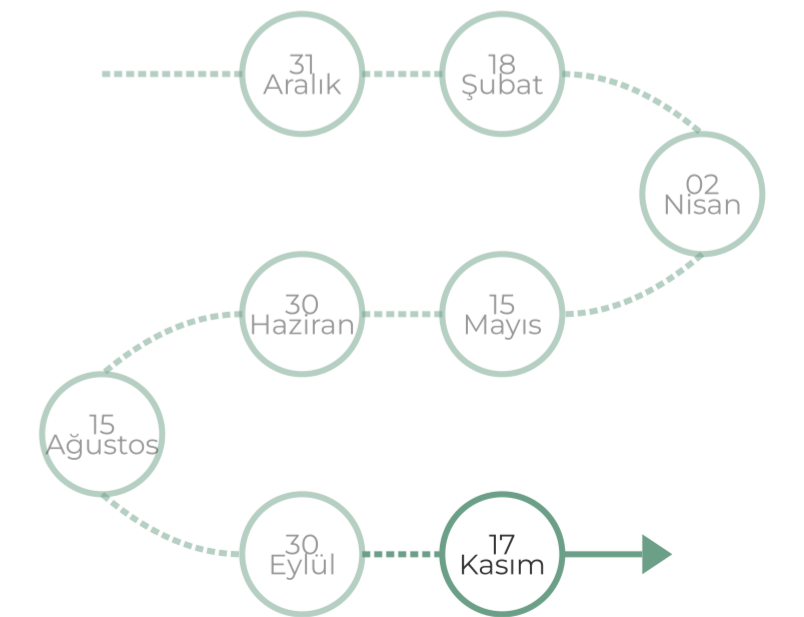 31
Aralık
18
Şubat
02
Nisan
15
Mayıs
30
Haziran
15
Ağustos
30
Eylül
17
Kasım